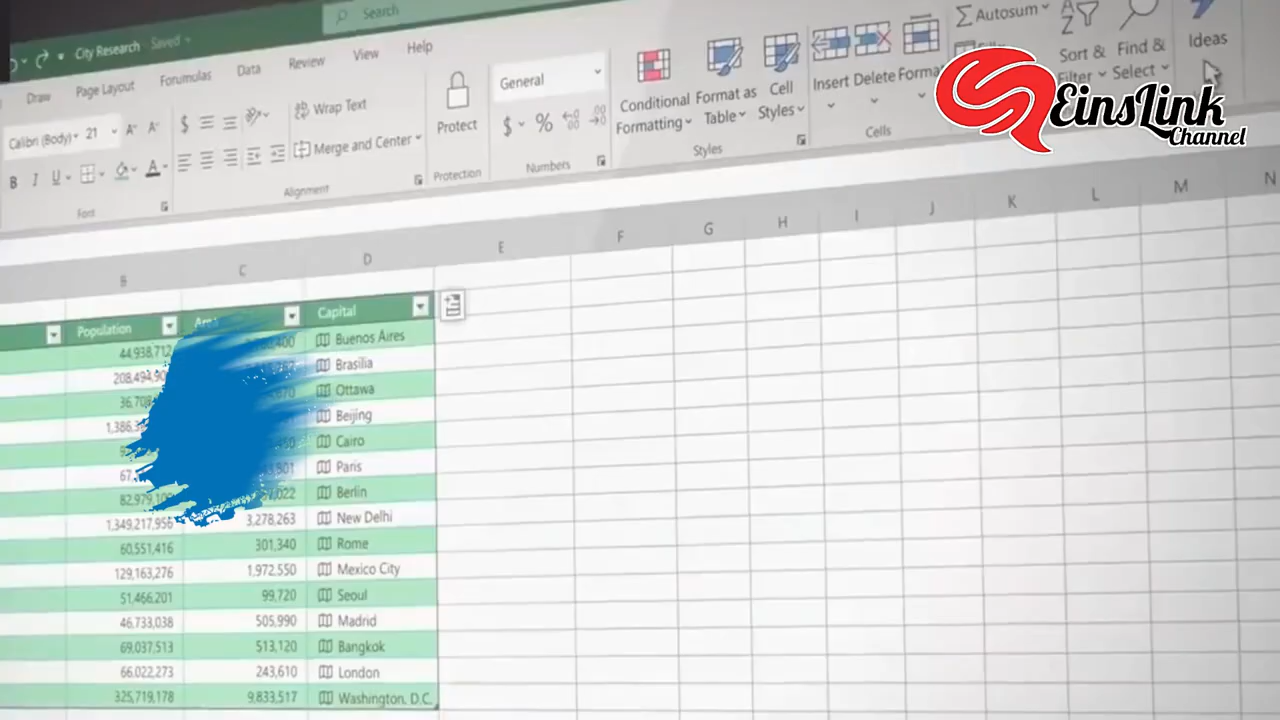 City Research Saved
Search
Draw Page Layout Forumulas Data Review View Help
Calibri (Body) 21
B I U
Font
Wrap Text
Merge and Center
Alignment
Protect
Protection
General
$ %
Numbers
Conditional Formatting
Format as Table
Cell Styles
Styles
Insert Delete Format
Cells
Autosum
Sort & Filter
Find & Select
Ideas
EinsLink
Channel
B C D E F G H I J K L M N
Population Capital
44,938,712 Buenos Aires
Brasilia
Ottawa
Beijing
Cairo
Paris
Berlin
1,349,217,956 3,278,263 New Delhi
60,551,416 301,340 Rome
129,163,276 1,972,550 Mexico City
51,466,201 99,720 Seoul
46,733,038 505,990 Madrid
69,037,513 513,120 Bangkok
66,022,273 243,610 London
325,719,178 9,833,517 Washington, D.C.